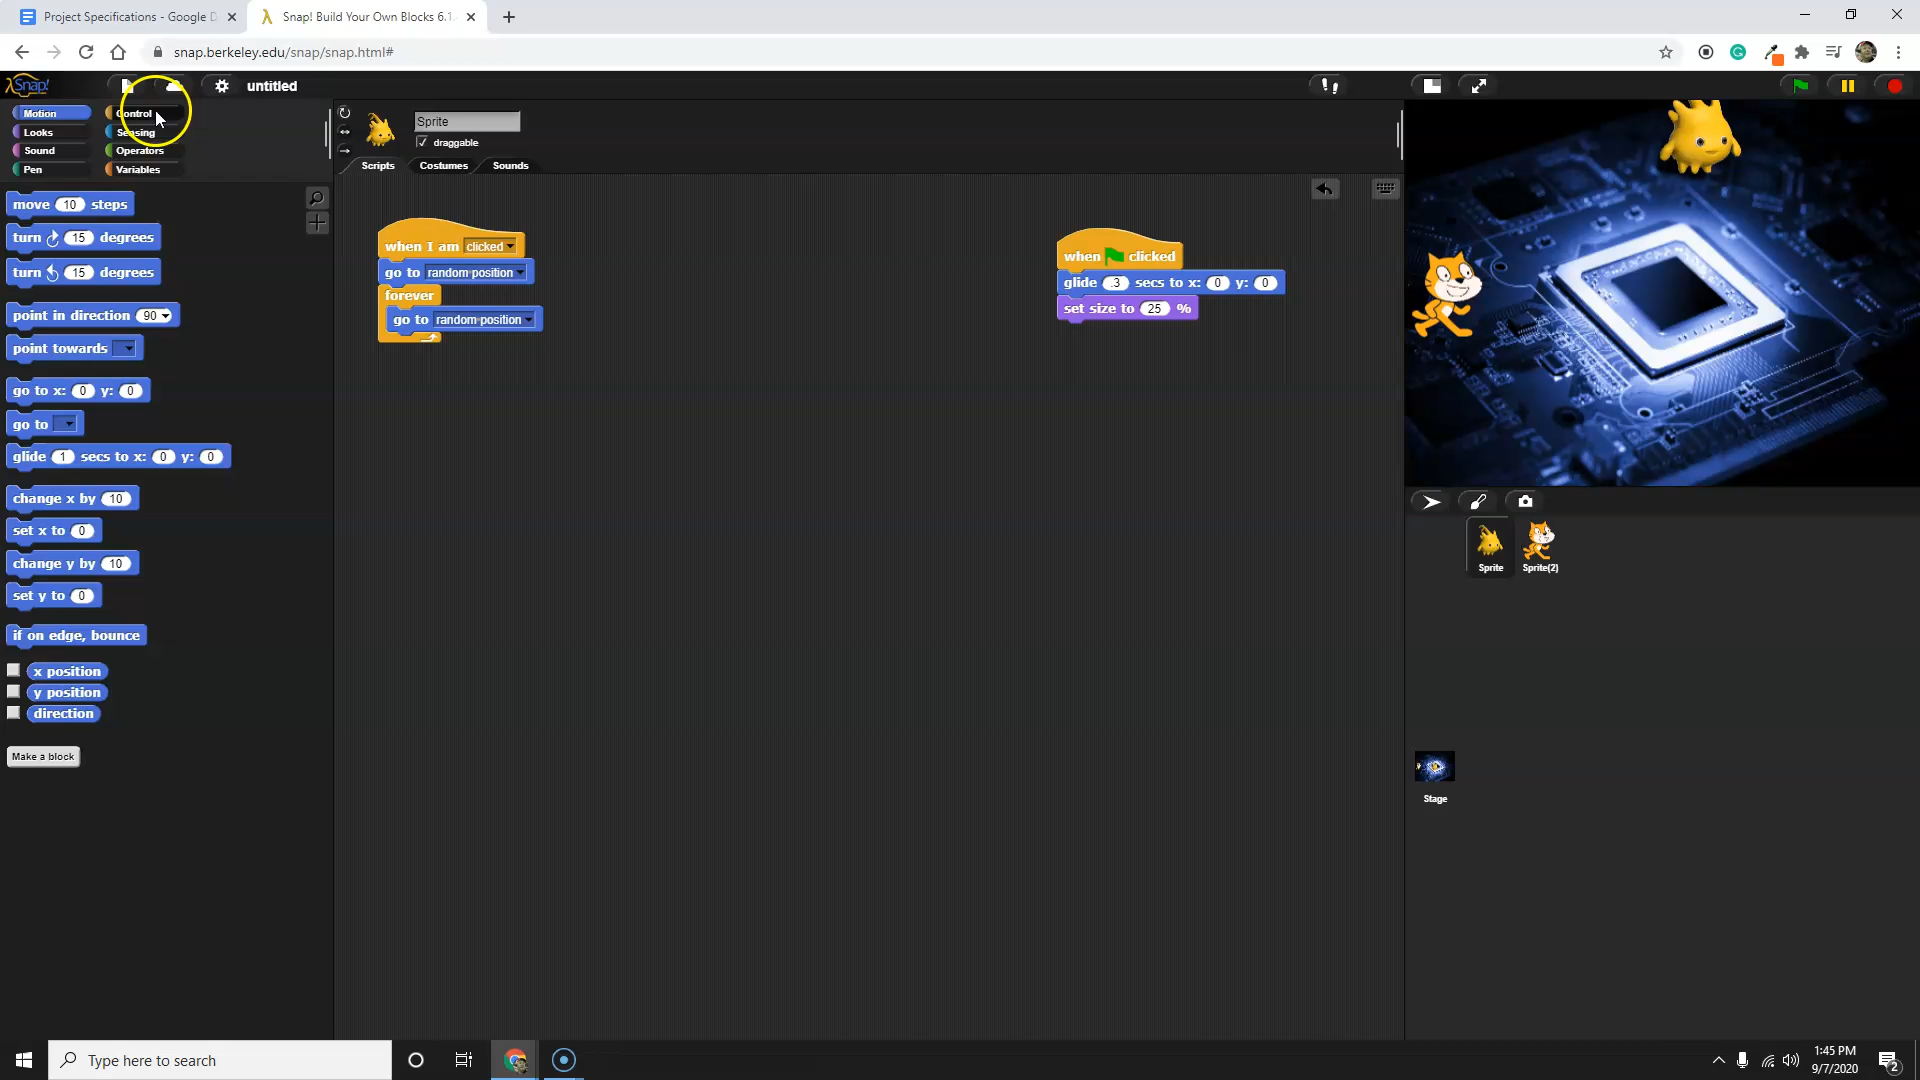 Project Specifications - Google D
Snap! Build Your Own Blocks 6.1.
snap.berkeley.edu/snap/snap.html#
Snap!
untitled
Motion
Control
Looks
Sensing
Sound
Operators
Pen
Variables
Sprite
draggable
Scripts
Costumes
Sounds
move 10 steps
turn 15 degrees
turn 15 degrees
point in direction 90
point towards
go to x: 0 y: 0
go to
glide 1 secs to x: 0 y: 0
change x by 10
set x to 0
change y by 10
set y to 0
if on edge, bounce
x position
y position
direction
Make a block
when I am clicked
go to random position
forever
go to random position
when clicked
glide .3 secs to x: 0 y: 0
set size to 25 %
Sprite
Sprite(2)
Stage
Type here to search
1:45 PM
9/7/2020
2